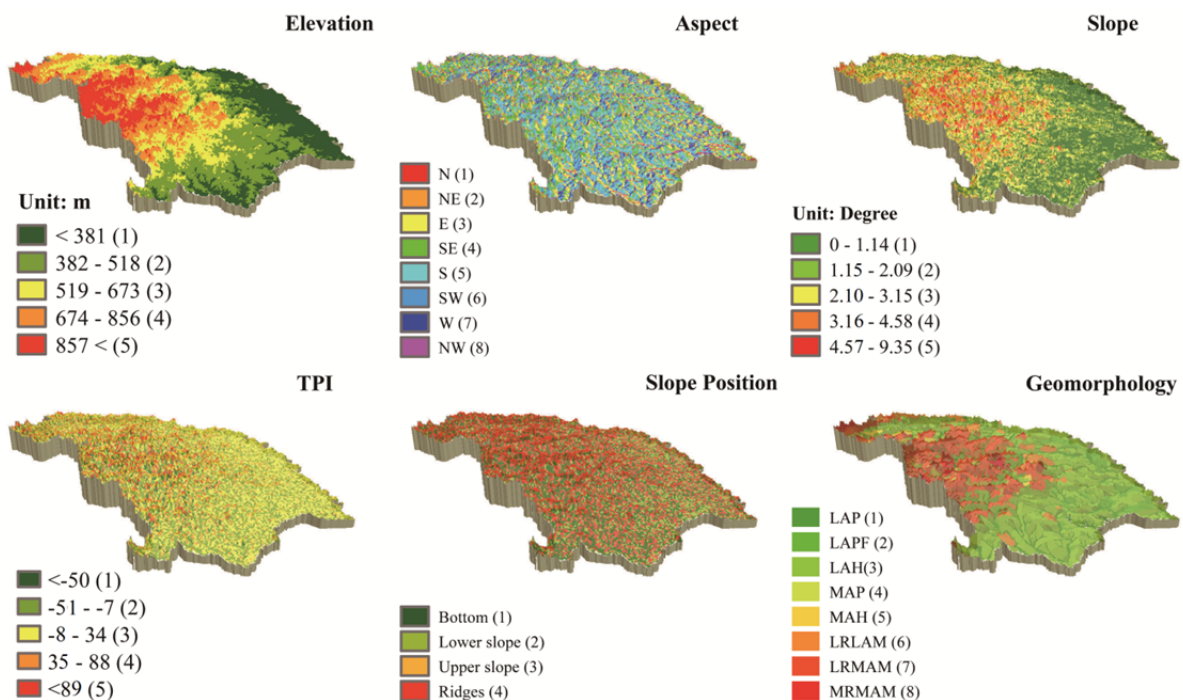 Elevation
Unit: m
< 381 (1)
382 - 518 (2)
519 - 673 (3)
674 - 856 (4)
857 < (5)
Aspect
N (1)
NE (2)
E (3)
SE (4)
S (5)
SW (6)
W (7)
NW (8)
Slope
Unit: Degree
0 - 1.14 (1)
1.15 - 2.09 (2)
2.10 - 3.15 (3)
3.16 - 4.58 (4)
4.57 - 9.35 (5)
TPI
<-50 (1)
-51 - -7 (2)
-8 - 34 (3)
35 - 88 (4)
<89 (5)
Slope Position
Bottom (1)
Lower slope (2)
Upper slope (3)
Ridges (4)
Geomorphology
LAP (1)
LAPF (2)
LAH(3)
MAP (4)
MAH (5)
LRLAM (6)
LRMAM (7)
MRMAM (8)